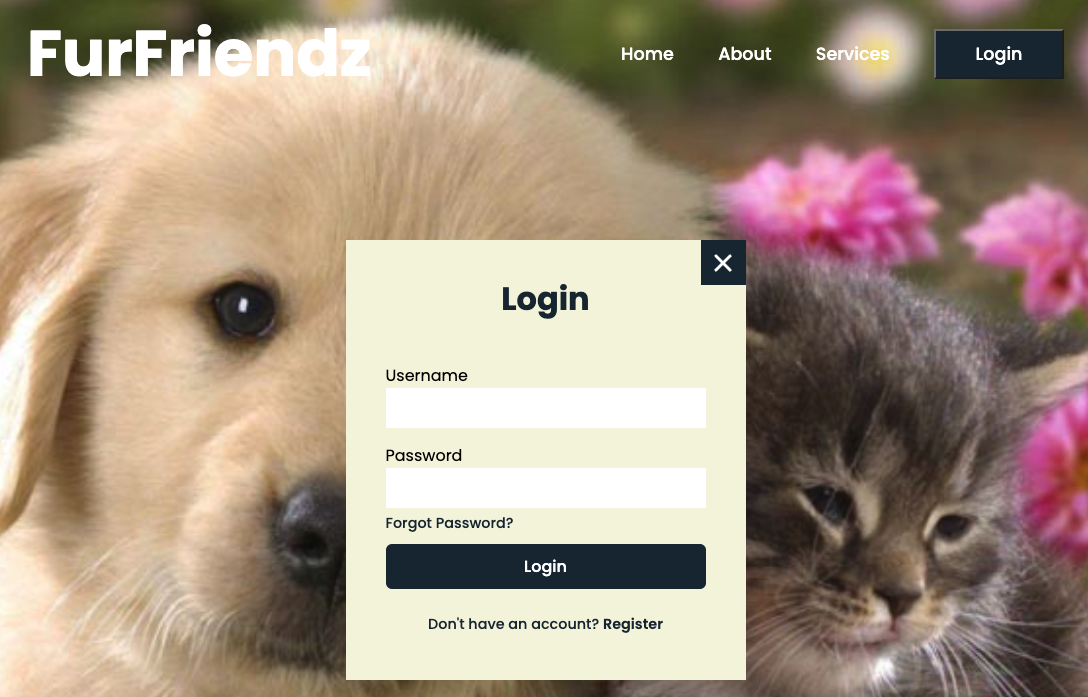 FurFriendz
Home About Services Login
Login
Username
Password
Forgot Password?
Login
Don't have an account? Register